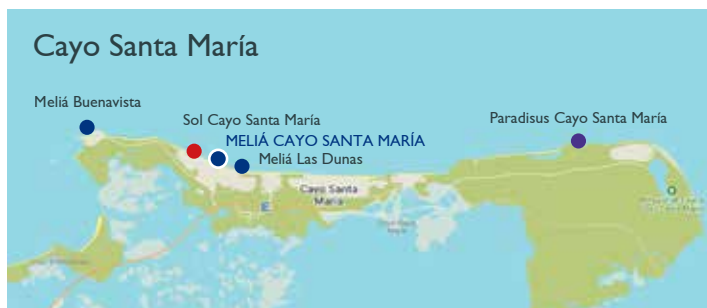 Cayo Santa María
Meliá Buenavista
Sol Cayo Santa María
Paradisus Cayo Santa María
MELIÁ CAYO SANTA MARÍA
Meliá Las Dunas
Cayo Santa
María
E